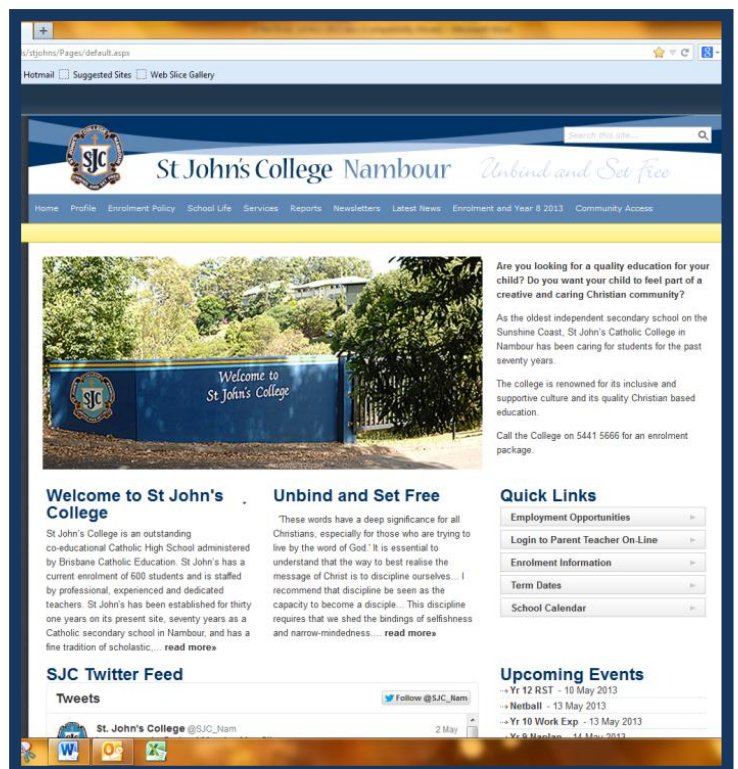 s/stjohns/Pages/default.aspx
Hotmail Suggested Sites Web Slice Gallery
Search this site...
SJC
St John's College Nambour Unbind and Set Free
Home Profile Enrolment Policy School Life Services Reports Newsletters Latest News Enrolment and Year 8 2013 Community Access
Welcome to
St John's College
SJC
Are you looking for a quality education for your
child? Do you want your child to feel part of a
creative and caring Christian community?
As the oldest independent secondary school on the
Sunshine Coast, St John's Catholic College in
Nambour has been caring for students for the past
seventy years.
The college is renowned for its inclusive and
supportive culture and its quality Christian based
education.
Call the College on 5441 5666 for an enrolment
package.
Welcome to St John's
College
St John's College is an outstanding
co-educational Catholic High School administered
by Brisbane Catholic Education. St John's has a
current enrolment of 600 students and is staffed
by professional, experienced and dedicated
teachers. St John's has been established for thirty
one years on its present site, seventy years as a
Catholic secondary school in Nambour, and has a
fine tradition of scholastic,... read more»
Unbind and Set Free
'These words have a deep significance for all
Christians, especially for those who are trying to
live by the word of God.' It is essential to
understand that the way to best realise the
message of Christ is to discipline ourselves... I
recommend that discipline be seen as the
capacity to become a disciple... This discipline
requires that we shed the bindings of selfishness
and narrow-mindedness.... read more»
Quick Links
Employment Opportunities
Login to Parent Teacher On-Line
Enrolment Information
Term Dates
School Calendar
SJC Twitter Feed
Tweets
Follow @SJC_Nam
St. John's College @SJC_Nam 2 May
Upcoming Events
Yr 12 RST - 10 May 2013
Netball - 13 May 2013
Yr 10 Work Exp - 13 May 2013
Yr 9 Naplan - 14 May 2013